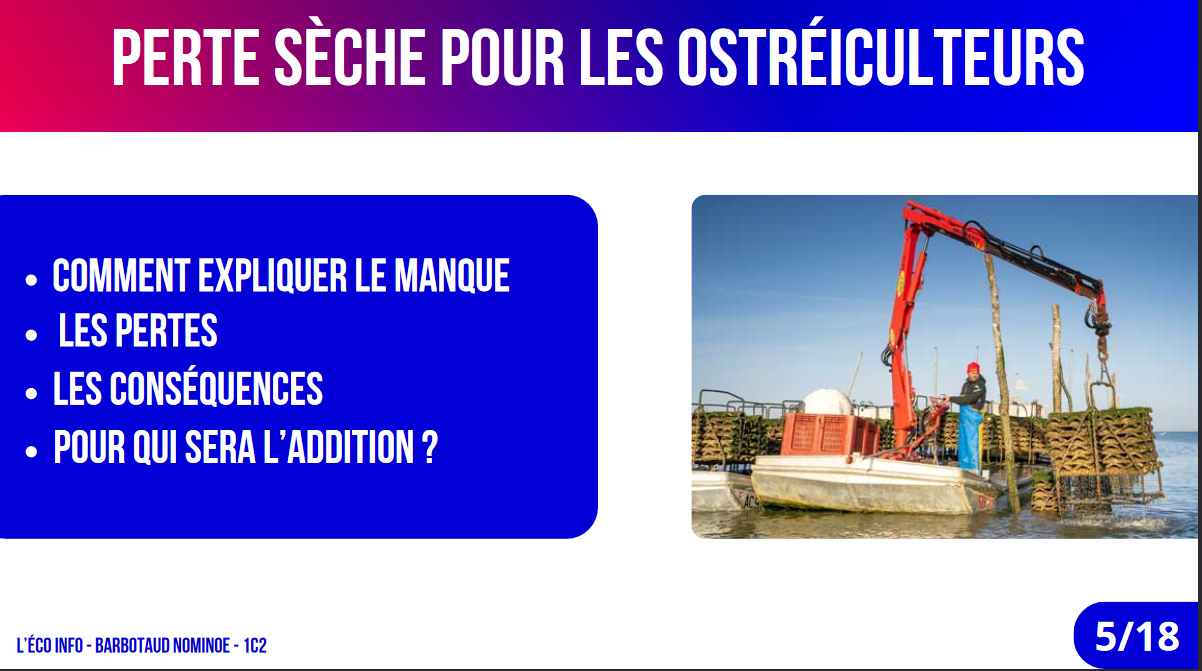 PERTE SÈCHE POUR LES OSTRÉICULTEURS
• COMMENT EXPLIQUER LE MANQUE
• LES PERTES
• LES CONSÉQUENCES
• POUR QUI SERA L'ADDITION ?
L'ÉCO INFO - BARBOTAUD NOMINOE - 1C2
5/18